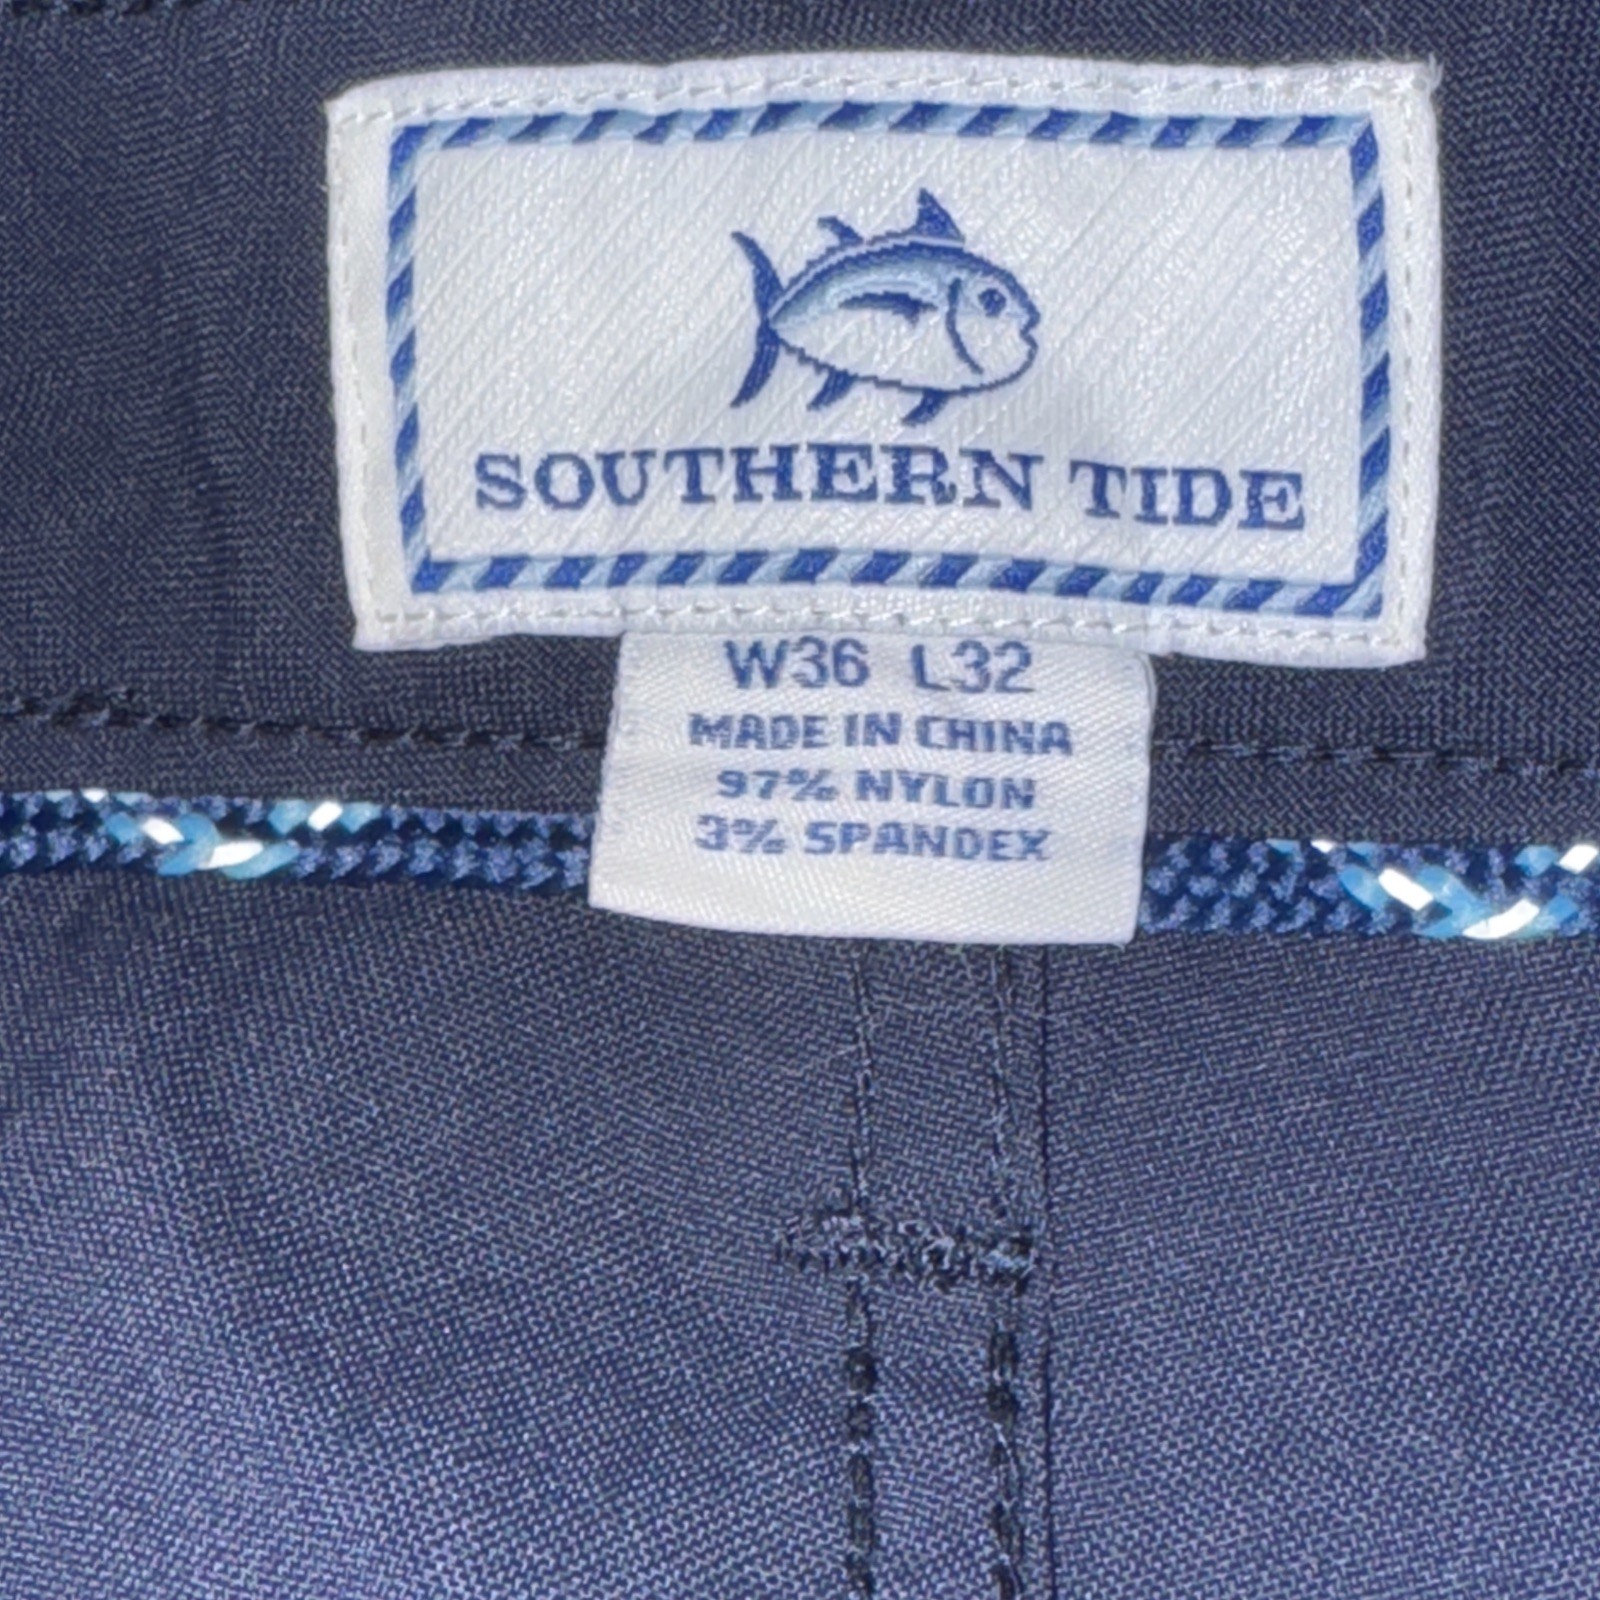 SOUTHERN TIDE
W36 L32
MADE IN CHINA
97% NYLON
3% SPANDEX